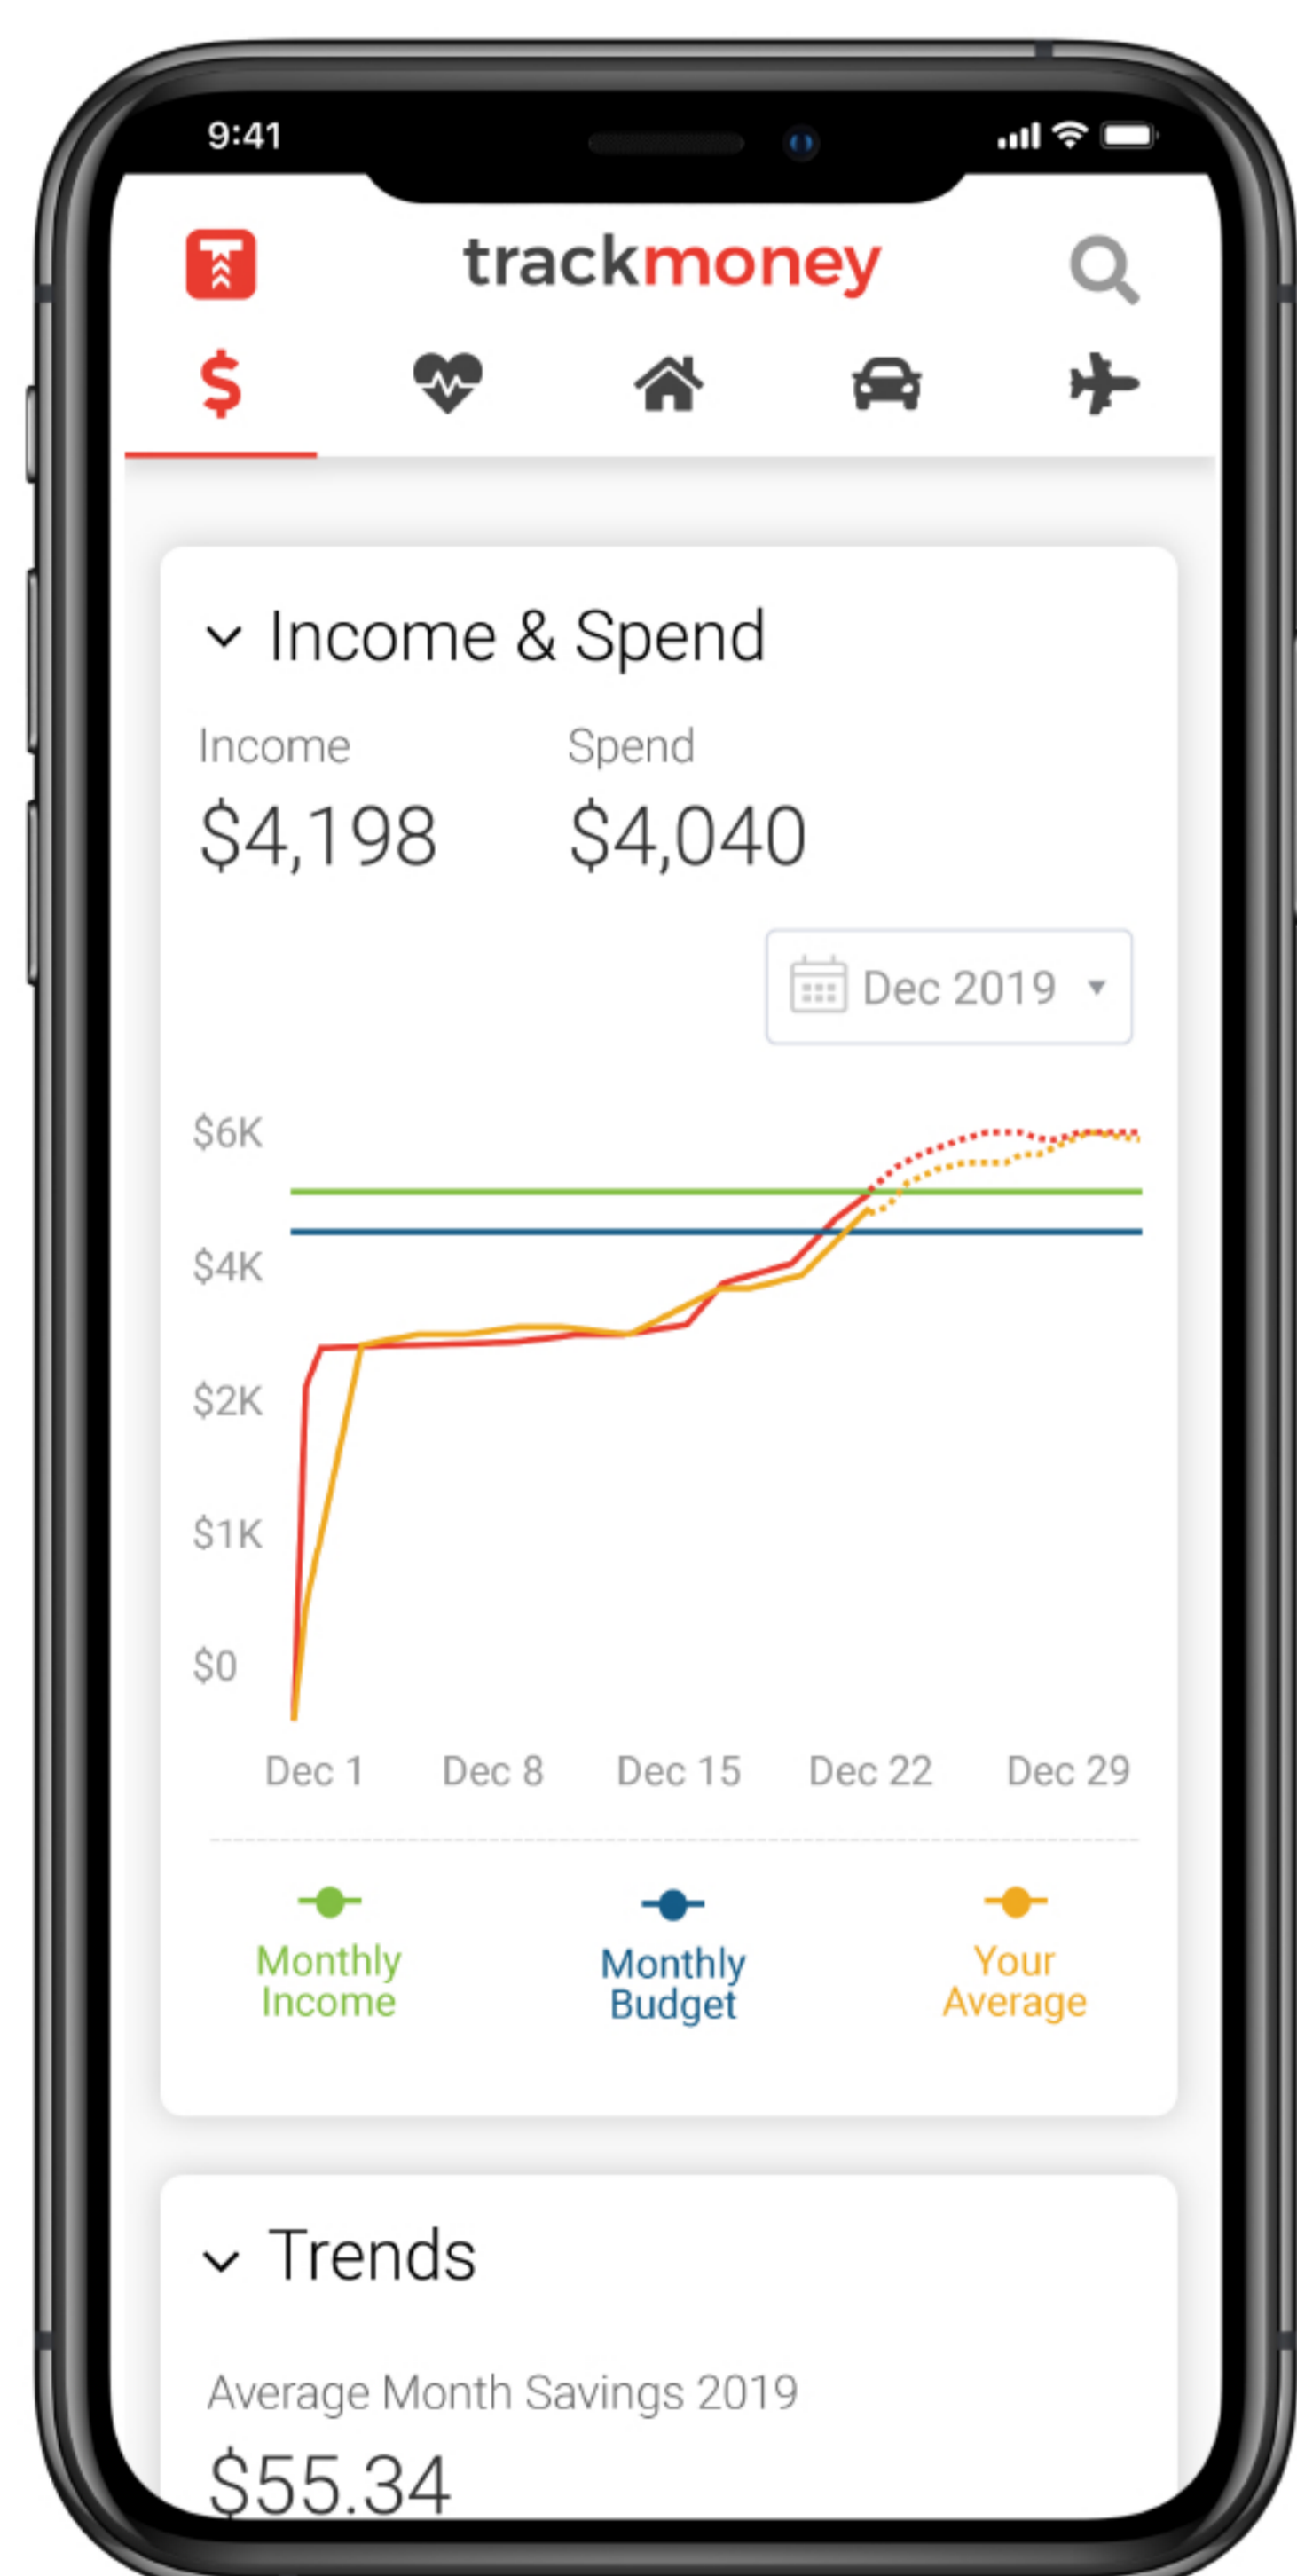 9:41
trackmoney
Income & Spend
Income Spend
$4,198 $4,040
Dec 2019
$6K
$4K
$2K
$1K
$0
Dec 1 Dec 8 Dec 15 Dec 22 Dec 29
Monthly Income
Monthly Budget
Your Average
Trends
Average Month Savings 2019
$55.34